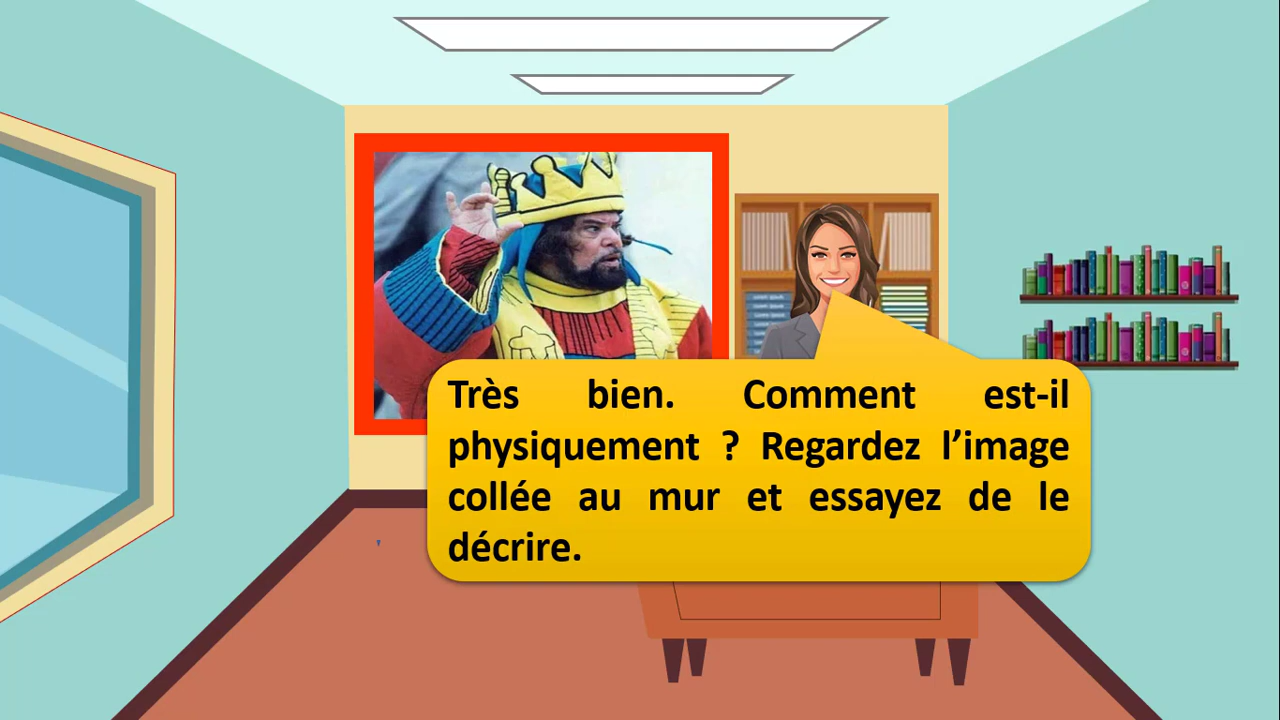 Très bien. Comment est-il
physiquement ? Regardez l’image
collée au mur et essayez de le
décrire.